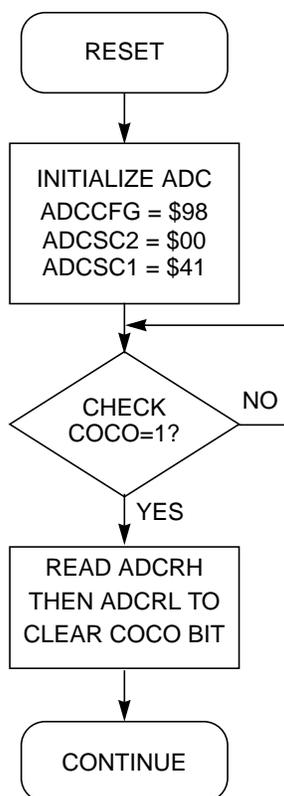 RESET
INITIALIZE ADC
ADCCFG = $98
ADCSC2 = $00
ADCSC1 = $41
CHECK
COCO=1?
NO
YES
READ ADCRH
THEN ADCRL TO
CLEAR COCO BIT
CONTINUE